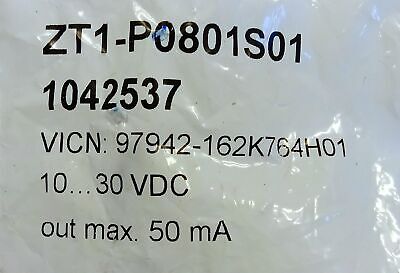 ZT1-P0801S01
1042537
VICN: 97942-162K764H01
10...30 VDC
out max. 50 mA